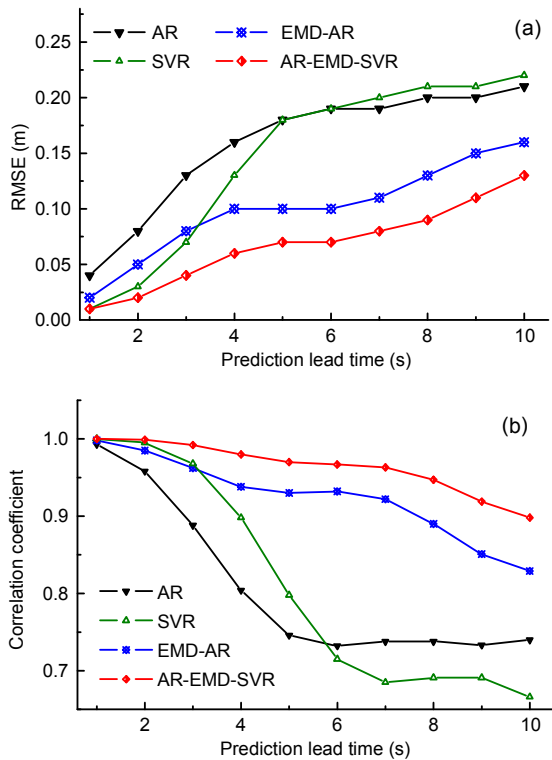 (a)
AR
EMD-AR
SVR
AR-EMD-SVR
RMSE (m)
0.25
0.20
0.15
0.10
0.05
0.00
2
4
6
8
10
Prediction lead time (s)
(b)
Correlation coefficient
1.0
0.9
0.8
0.7
AR
SVR
EMD-AR
AR-EMD-SVR
2
4
6
8
10
Prediction lead time (s)